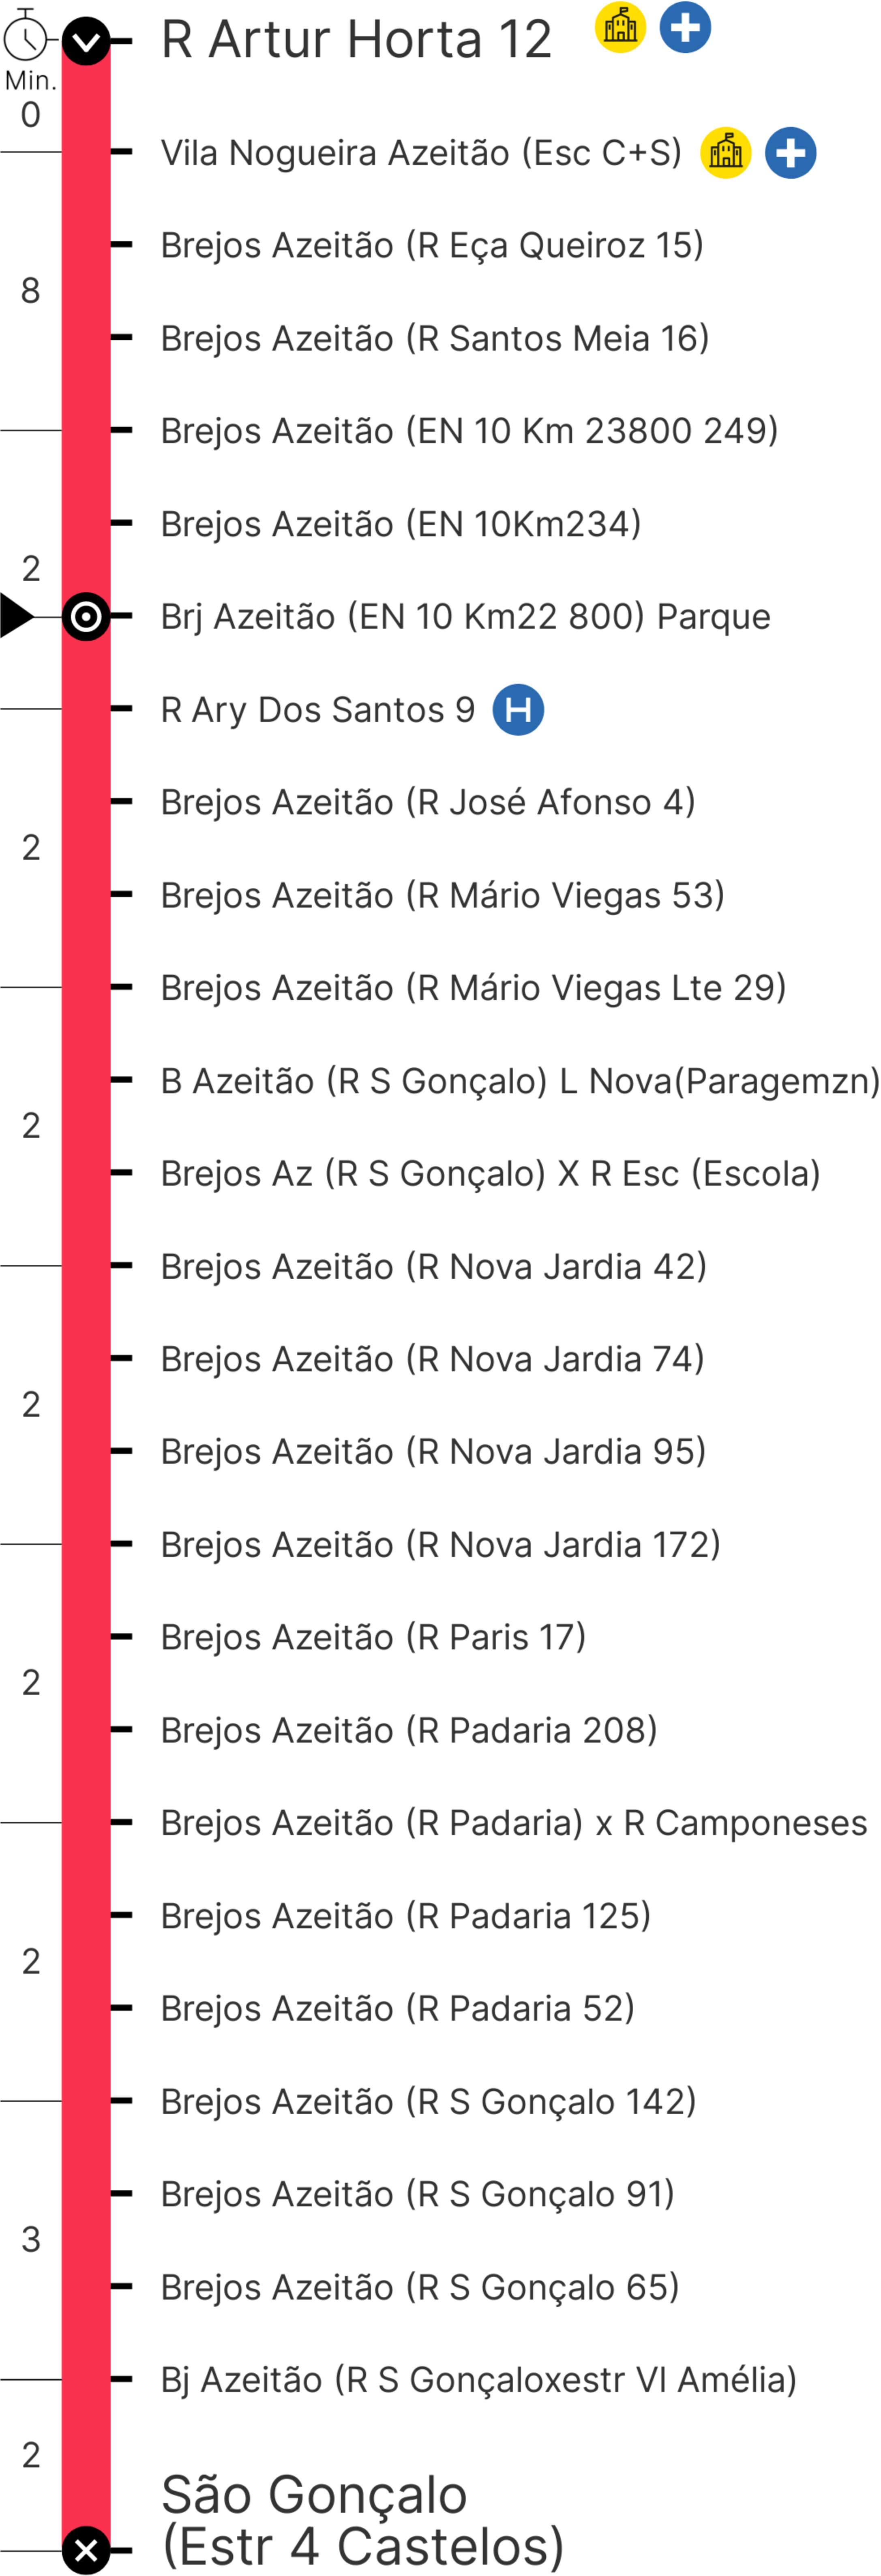 R Artur Horta 12
Min.
0
Vila Nogueira Azeitão (Esc C+S)
Brejos Azeitão (R Eça Queiroz 15)
8
Brejos Azeitão (R Santos Meia 16)
Brejos Azeitão (EN 10 Km 23800 249)
Brejos Azeitão (EN 10Km234)
2
Brj Azeitão (EN 10 Km22 800) Parque
R Ary Dos Santos 9 H
Brejos Azeitão (R José Afonso 4)
2
Brejos Azeitão (R Mário Viegas 53)
Brejos Azeitão (R Mário Viegas Lte 29)
B Azeitão (R S Gonçalo) L Nova(Paragemzn)
2
Brejos Az (R S Gonçalo) X R Esc (Escola)
Brejos Azeitão (R Nova Jardia 42)
Brejos Azeitão (R Nova Jardia 74)
2
Brejos Azeitão (R Nova Jardia 95)
Brejos Azeitão (R Nova Jardia 172)
Brejos Azeitão (R Paris 17)
2
Brejos Azeitão (R Padaria 208)
Brejos Azeitão (R Padaria) x R Camponeses
Brejos Azeitão (R Padaria 125)
2
Brejos Azeitão (R Padaria 52)
Brejos Azeitão (R S Gonçalo 142)
Brejos Azeitão (R S Gonçalo 91)
3
Brejos Azeitão (R S Gonçalo 65)
Bj Azeitão (R S Gonçaloxestr Vl Amélia)
2
São Gonçalo
(Estr 4 Castelos)